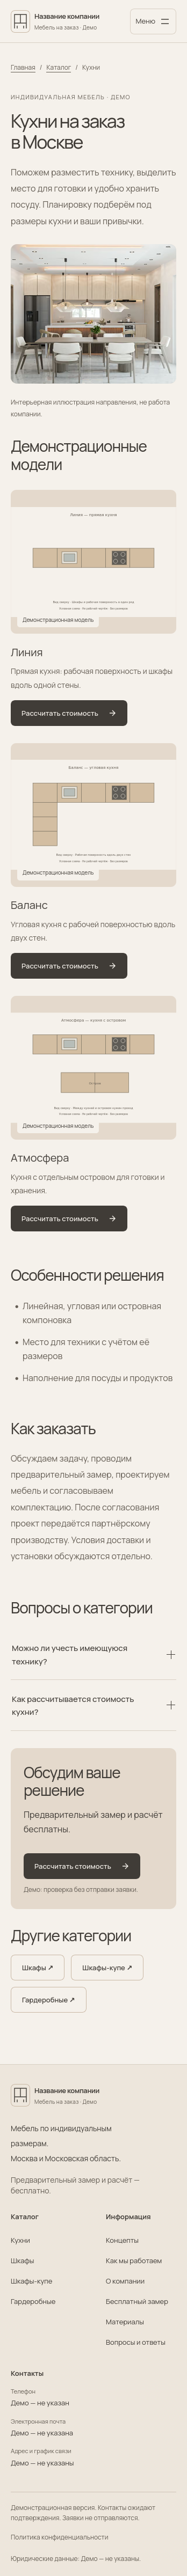 Название компании
Мебель на заказ · Демо
Меню
Главная / Каталог / Кухни
ИНДИВИДУАЛЬНАЯ МЕБЕЛЬ · ДЕМО
Кухни на заказ
в Москве
Поможем разместить технику, выделить
место для готовки и удобно хранить
посуду. Планировку подберём под
размеры кухни и ваши привычки.
Интерьерная иллюстрация направления, не работа
компании.
Демонстрационные
модели
Линия — прямая кухня
Демонстрационная модель
Линия
Прямая кухня: рабочая поверхность и шкафы
вдоль одной стены.
Рассчитать стоимость →
Баланс — угловая кухня
Демонстрационная модель
Баланс
Угловая кухня с рабочей поверхностью вдоль
двух стен.
Рассчитать стоимость →
Атмосфера — кухня с островом
Демонстрационная модель
Атмосфера
Кухня с отдельным островом для готовки и
хранения.
Рассчитать стоимость →
Особенности решения
• Линейная, угловая или островная
компоновка
• Место для техники с учётом её
размеров
• Наполнение для посуды и продуктов
Как заказать
Обсуждаем задачу, проводим
предварительный замер, проектируем
мебель и согласовываем
комплектацию. После согласования
проект передаётся партнёрскому
производству. Условия доставки и
установки обсуждаются отдельно.
Вопросы о категории
Можно ли учесть имеющуюся
технику?
Как рассчитывается стоимость
кухни?
Обсудим ваше
решение
Предварительный замер и расчёт
бесплатны.
Рассчитать стоимость →
Демо: проверка без отправки заявки.
Другие категории
Шкафы ↗
Шкафы-купе ↗
Гардеробные ↗
Название компании
Мебель на заказ · Демо
Мебель по индивидуальным
размерам.
Москва и Московская область.
Предварительный замер и расчёт —
бесплатно.
Каталог
Кухни
Шкафы
Шкафы-купе
Гардеробные
Информация
Концепты
Как мы работаем
О компании
Бесплатный замер
Материалы
Вопросы и ответы
Контакты
Телефон
Демо — не указан
Электронная почта
Демо — не указана
Адрес и график связи
Демо — не указаны
Демонстрационная версия. Контакты ожидают
подтверждения. Заявки не отправляются.
Политика конфиденциальности
Юридические данные: Демо — не указаны.